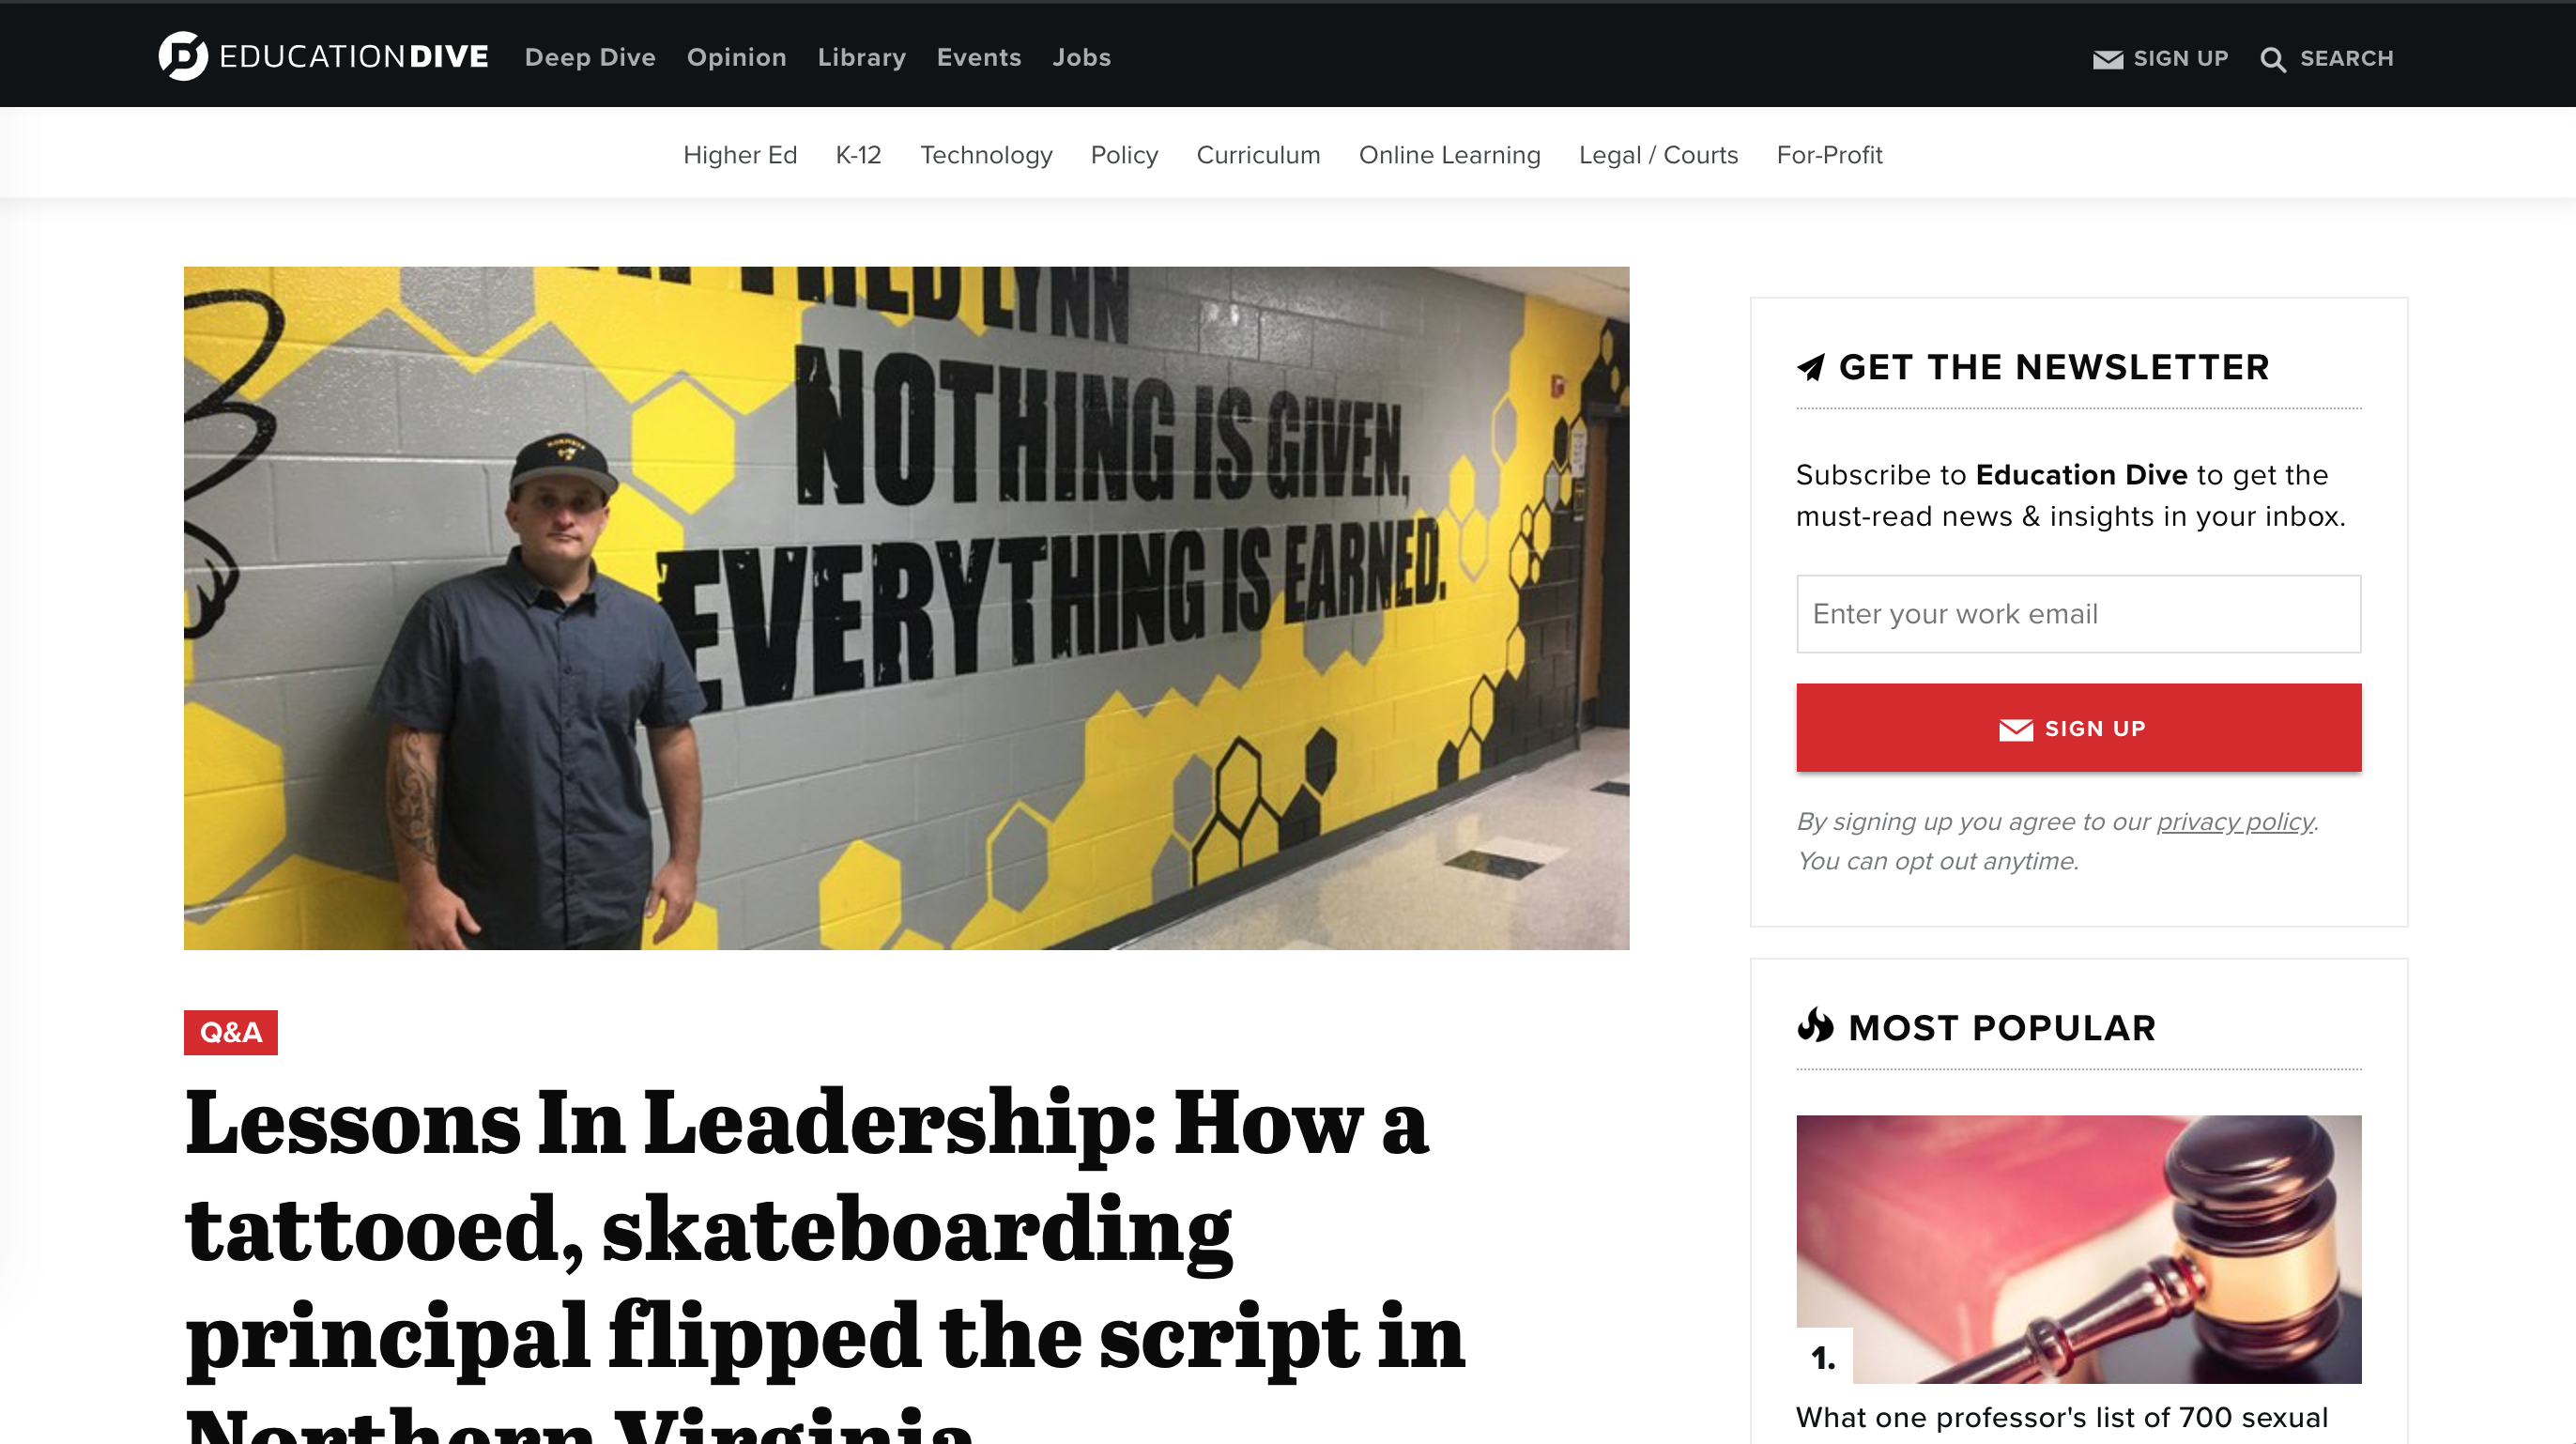 EDUCATIONDIVE Deep Dive Opinion Library Events Jobs SIGN UP SEARCH
Higher Ed K-12 Technology Policy Curriculum Online Learning Legal / Courts For-Profit
LYNN
NOTHING IS GIVEN,
EVERYTHING IS EARNED.
Q&A
Lessons In Leadership: How a
tattooed, skateboarding
principal flipped the script in
Northern Virginia
GET THE NEWSLETTER
Subscribe to Education Dive to get the
must-read news & insights in your inbox.
Enter your work email
SIGN UP
By signing up you agree to our privacy policy.
You can opt out anytime.
MOST POPULAR
1.
What one professor's list of 700 sexual